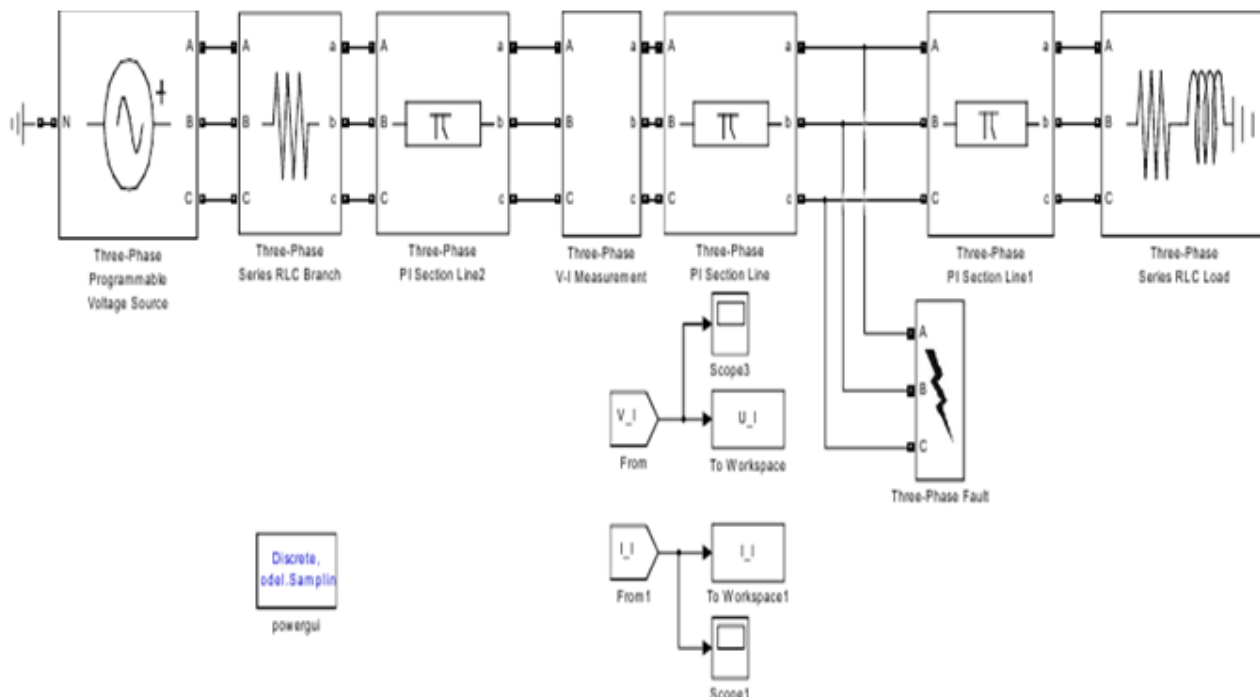 A A a A a A a A a A a A
N B B b B b B b B b B b B
C C c C c C c C c C c C
π π π
Three-Phase
Programmable
Voltage Source
Three-Phase
Series RLC Branch
Three-Phase
PI Section Line2
Three-Phase
V-I Measurement
Three-Phase
PI Section Line
Three-Phase
PI Section Line1
Three-Phase
Series RLC Load
Scope3
V_I
From
U_I
To Workspace
A
B
C
Three-Phase Fault
I_I
From1
I_I
To Workspace1
Scope1
Discrete,
odel.Samplin
powergui